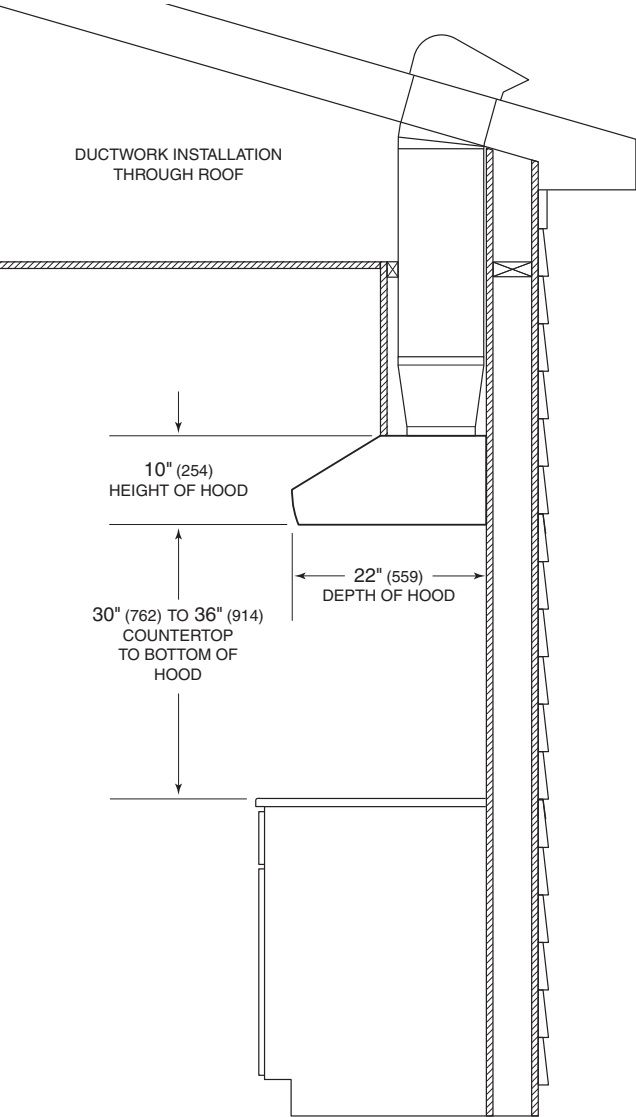 DUCTWORK INSTALLATION
THROUGH ROOF
10" (254)
HEIGHT OF HOOD
22" (559)
DEPTH OF HOOD
30" (762) TO 36" (914)
COUNTERTOP
TO BOTTOM OF
HOOD